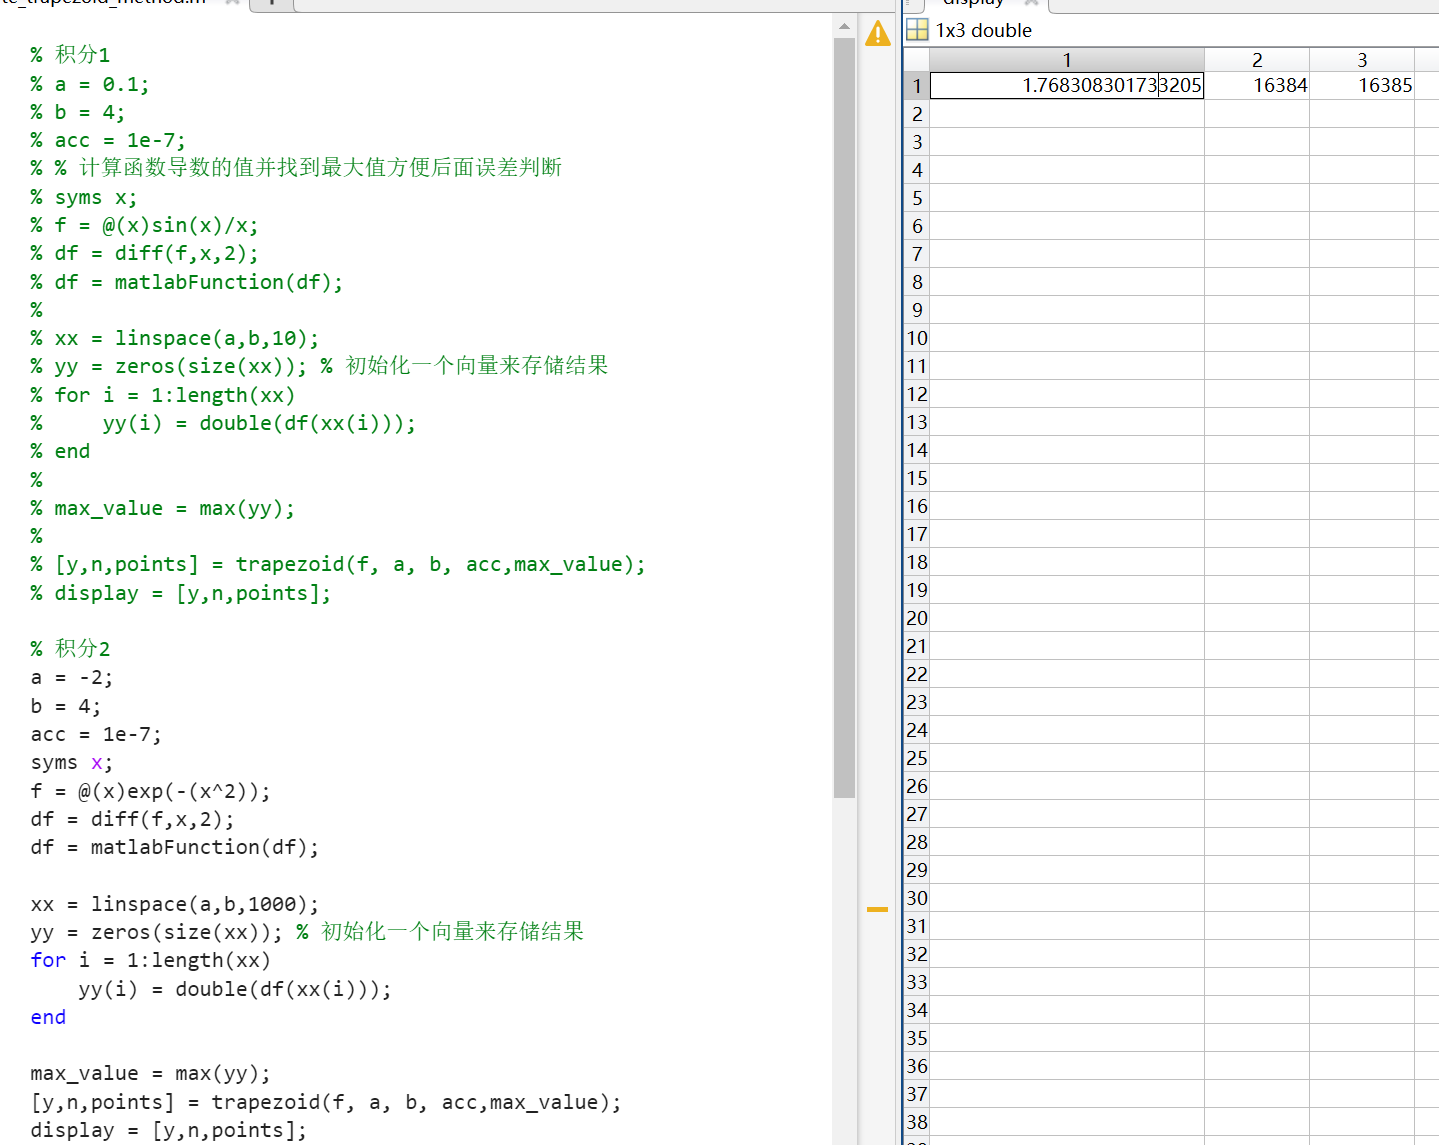 % 积分1
% a = 0.1;
% b = 4;
% acc = 1e-7;
% % 计算函数导数的值并找到最大值方便后面误差判断
% syms x;
% f = @(x)sin(x)/x;
% df = diff(f,x,2);
% df = matlabFunction(df);
%
% xx = linspace(a,b,10);
% yy = zeros(size(xx)); % 初始化一个向量来存储结果
% for i = 1:length(xx)
%     yy(i) = double(df(xx(i)));
% end
%
% max_value = max(yy);
%
% [y,n,points] = trapezoid(f, a, b, acc,max_value);
% display = [y,n,points];
% 积分2
a = -2;
b = 4;
acc = 1e-7;
syms x;
f = @(x)exp(-(x^2));
df = diff(f,x,2);
df = matlabFunction(df);
xx = linspace(a,b,1000);
yy = zeros(size(xx)); % 初始化一个向量来存储结果
for i = 1:length(xx)
    yy(i) = double(df(xx(i)));
end
max_value = max(yy);
[y,n,points] = trapezoid(f, a, b, acc,max_value);
display = [y,n,points];
display
1x3 double
1 2 3
1 1.768308301733205 16384 16385
2
3
4
5
6
7
8
9
10
11
12
13
14
15
16
17
18
19
20
21
22
23
24
25
26
27
28
29
30
31
32
33
34
35
36
37
38